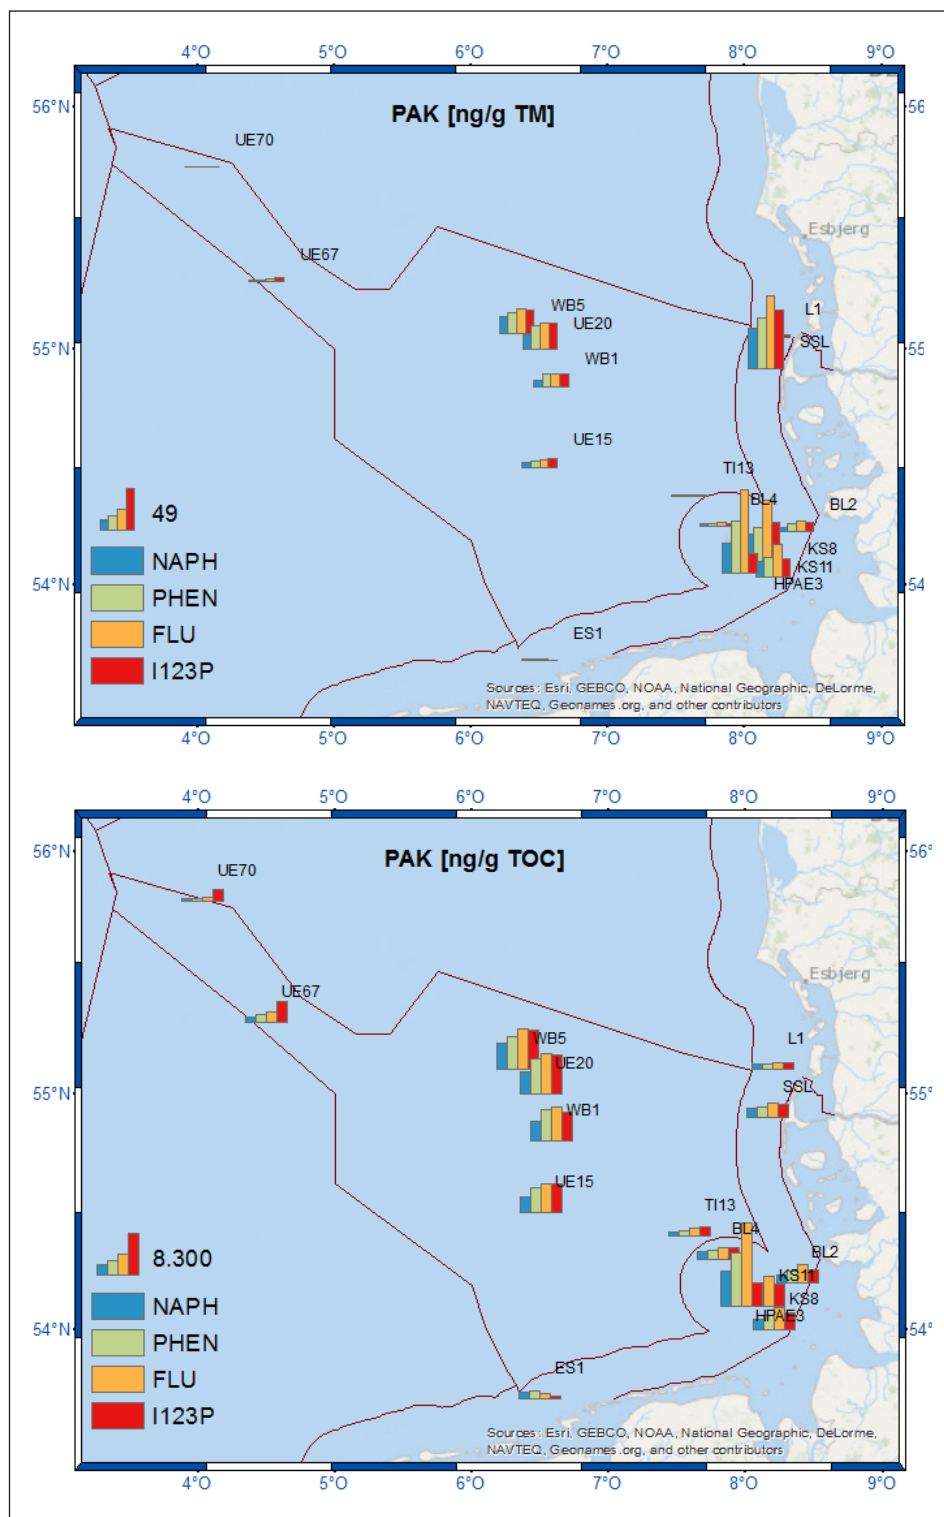 4°O 5°O 6°O 7°O 8°O 9°O
56°N
56°
PAK [ng/g TM]
UE70
Esbjerg
UE67
WB5
L1
UE20
SSL
55°N
55°
WB1
UE15
TI13
BL4
BL2
49
KS8
NAPH
KS11
54°N
54°
HPAE3
PHEN
FLU
ES1
I123P
Sources: Esri, GEBCO, NOAA, National Geographic, DeLorme,
NAVTEQ, Geonames.org, and other contributors
4°O 5°O 6°O 7°O 8°O 9°O
4°O 5°O 6°O 7°O 8°O 9°O
56°N
56°
PAK [ng/g TOC]
UE70
Esbjerg
UE67
WB5
L1
UE20
SSL
55°N
55°
WB1
UE15
TI13
BL4
BL2
KS11
8.300
KS8
NAPH
HPAE3
54°N
54°
PHEN
ES1
FLU
I123P
Sources: Esri, GEBCO, NOAA, National Geographic, DeLorme,
NAVTEQ, Geonames.org, and other contributors
4°O 5°O 6°O 7°O 8°O 9°O